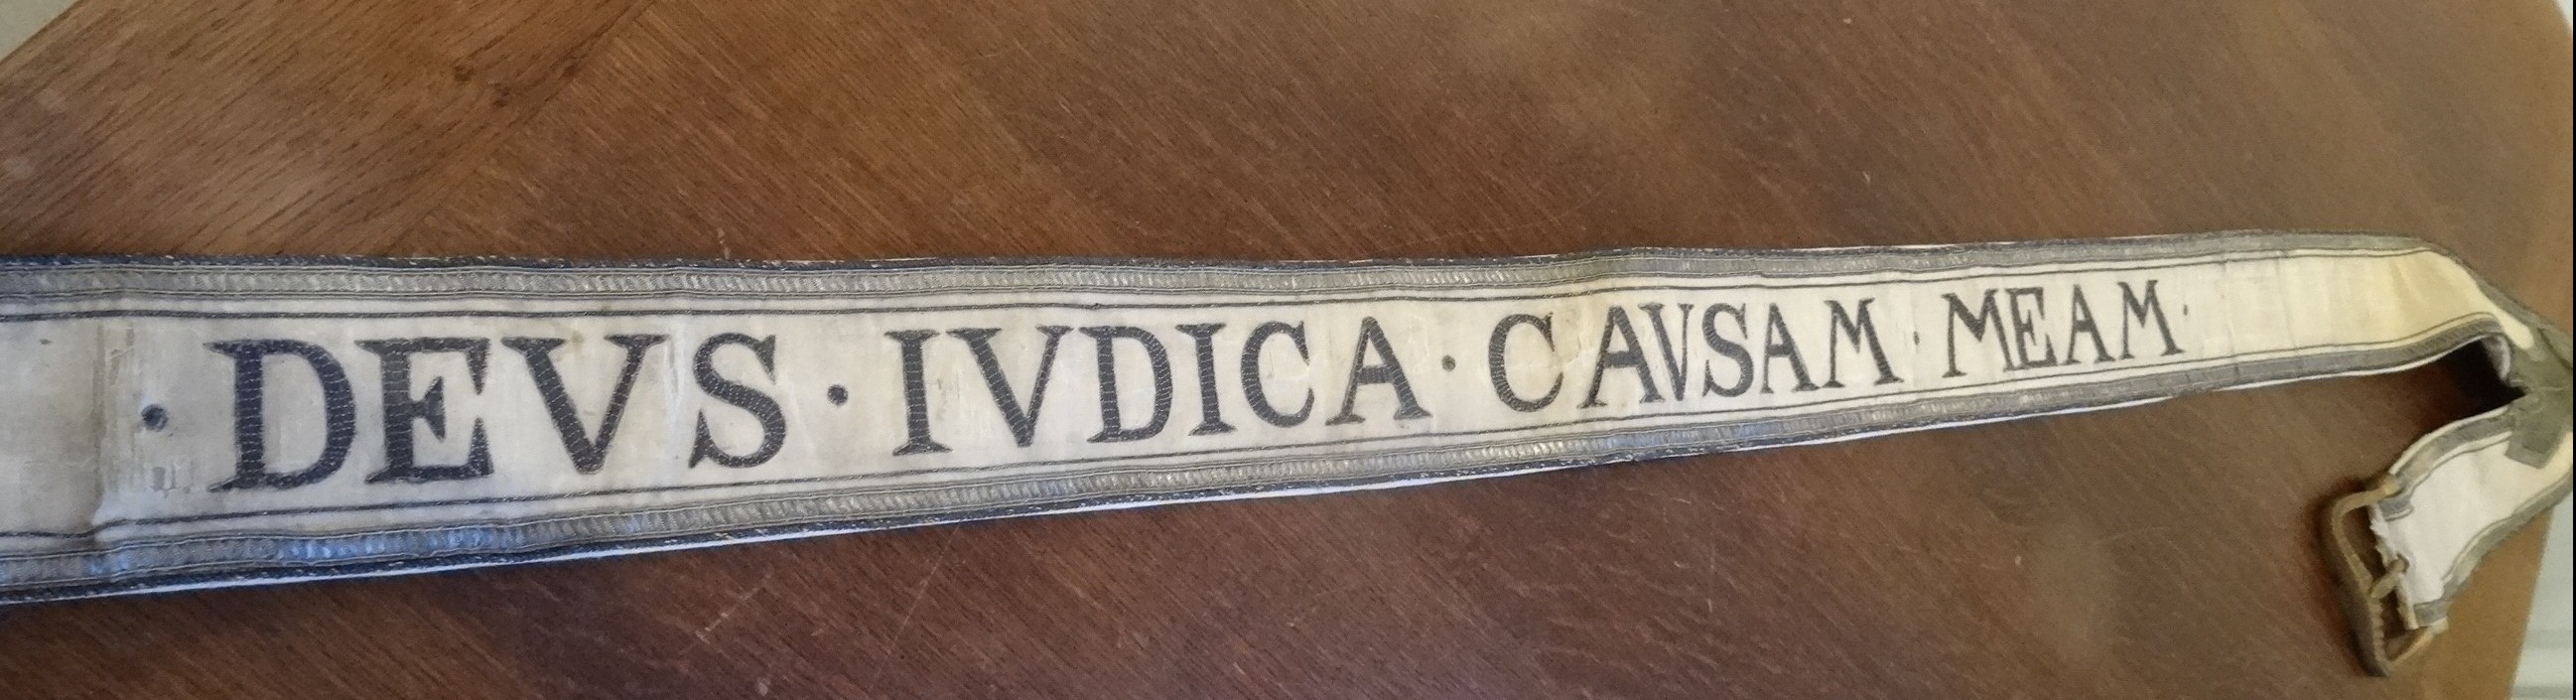 · DEVS · IVDICA · CAVSAM · MEAM ·